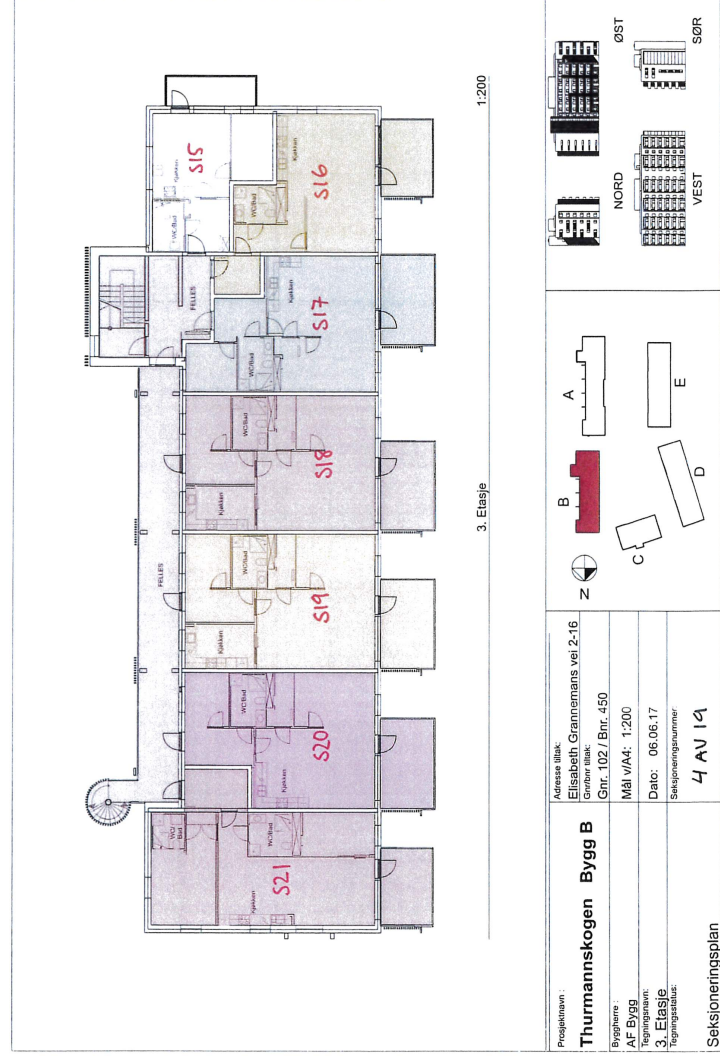 S15
Kjøkken
WC/Bad
S16
Kjøkken
WC/Bad
FELLES
S17
Kjøkken
WC/Bad
S18
Kjøkken
WC/Bad
FELLES
S19
Kjøkken
WC/Bad
S20
Kjøkken
WC/Bad
S21
Kjøkken
WC/Bad
WC/
Bad
3. Etasje
1:200
Prosjektnavn :
Thurmannskogen Bygg B
Byggherre :
AF Bygg
Tegningsnavn:
3. Etasje
Tegningsstatus:
Seksjoneringsplan
Adresse tiltak:
Elisabeth Grannemans vei 2-16
Gnr/bnr tiltak:
Gnr. 102 / Bnr. 450
Mål v/A4: 1:200
Dato: 06.06.17
Seksjoneringsnummer
4 AV 19
N
A
B
C
D
E
NORD
ØST
VEST
SØR